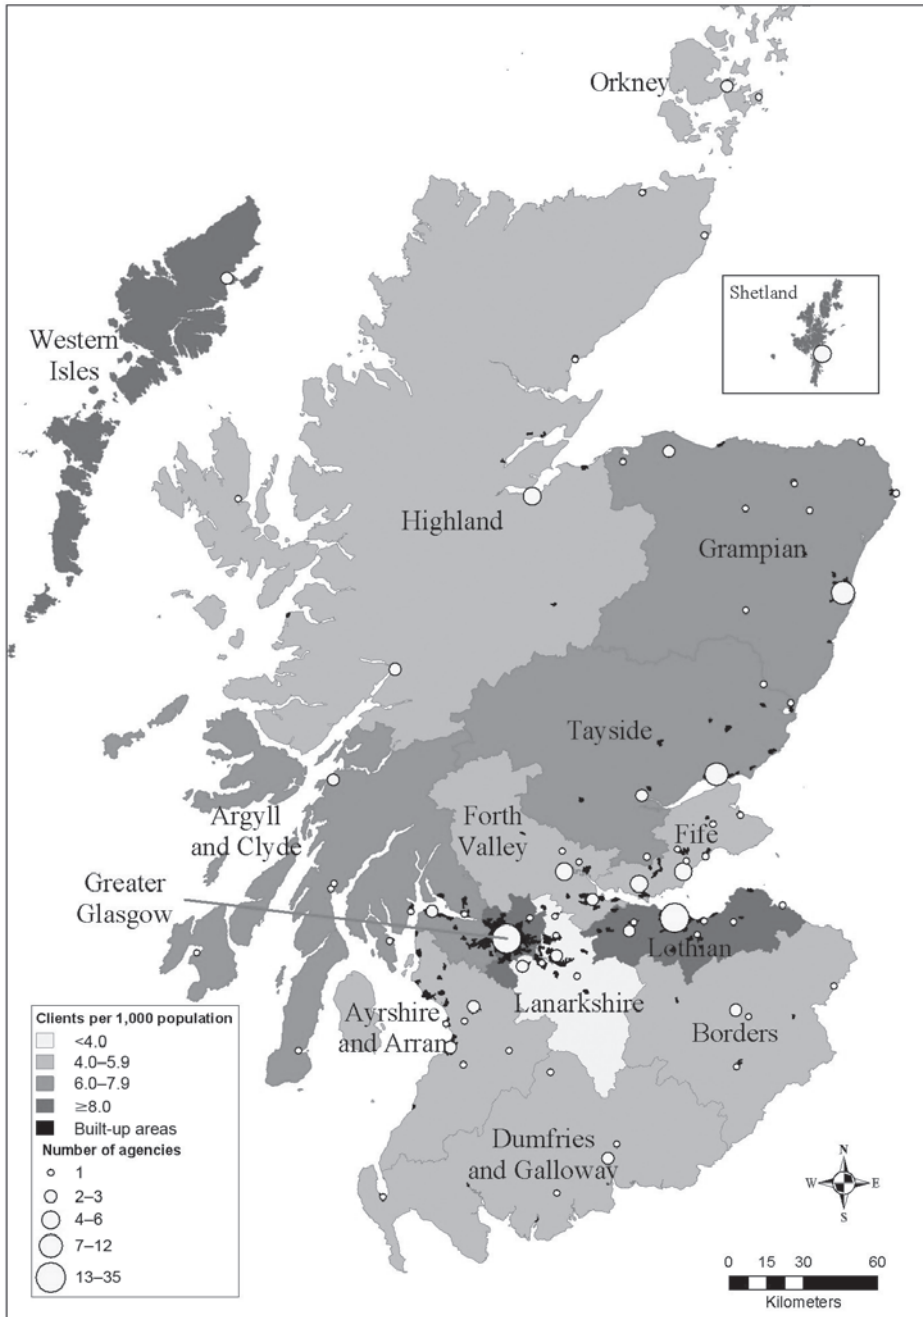 Orkney
Shetland
Western
Isles
Highland
Grampian
Tayside
Argyll
and Clyde
Forth
Valley
Fife
Greater
Glasgow
Lothian
Lanarkshire
Ayrshire
and Arran
Borders
Dumfries
and Galloway
Clients per 1,000 population
<4.0
4.0–5.9
6.0–7.9
≥8.0
Built-up areas
Number of agencies
1
2–3
4–6
7–12
13–35
N
W E
S
0 15 30 60
Kilometers